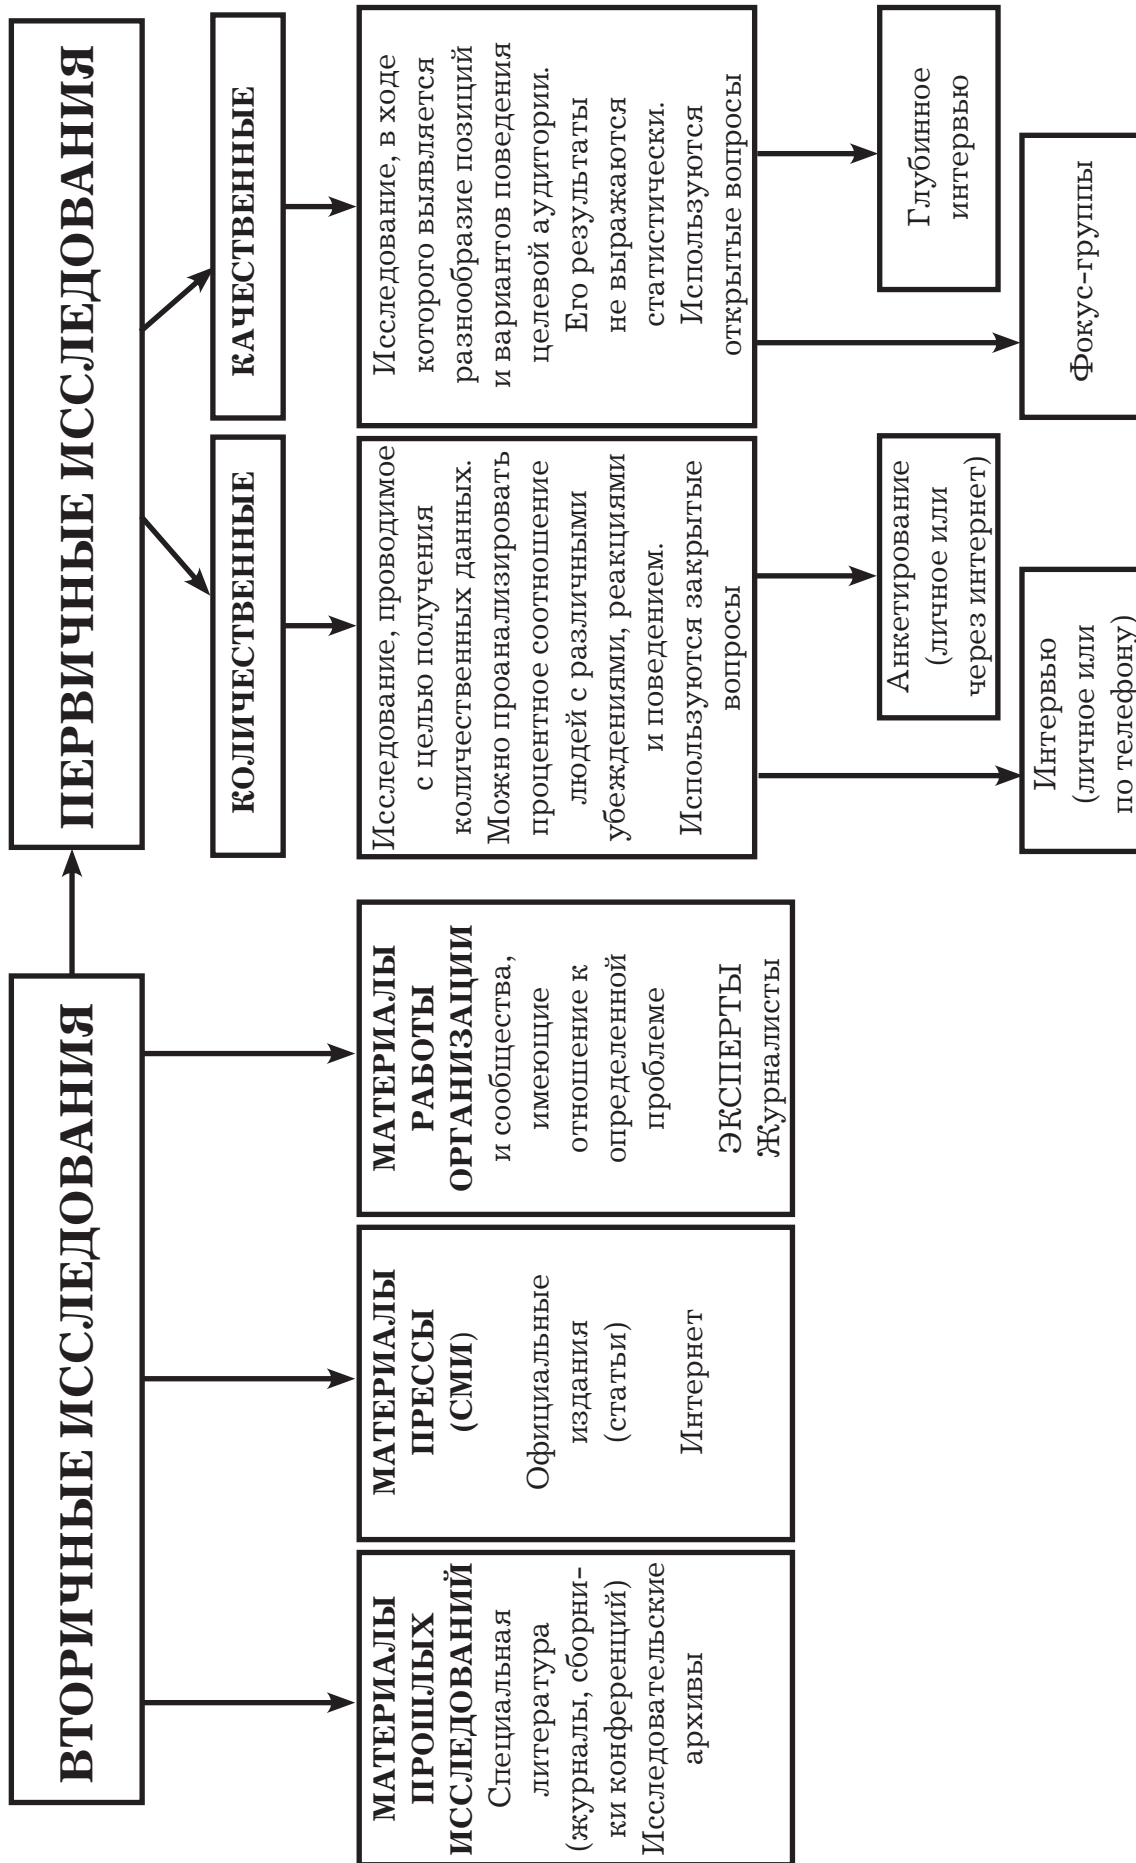 ВТОРИЧНЫЕ ИССЛЕДОВАНИЯ
МАТЕРИАЛЫ
ПРОШЛЫХ
ИССЛЕДОВАНИЙ
Специальная
литература
(журналы, сборни-
ки конференций)
Исследовательские
архивы
МАТЕРИАЛЫ
ПРЕССЫ
(СМИ)
Официальные
издания
(статьи)
Интернет
МАТЕРИАЛЫ
РАБОТЫ
ОРГАНИЗАЦИИ
и сообщества,
имеющие
отношение к
определенной
проблеме
ЭКСПЕРТЫ
Журналисты
ПЕРВИЧНЫЕ ИССЛЕДОВАНИЯ
КОЛИЧЕСТВЕННЫЕ
Исследование, проводимое
с целью получения
количественных данных.
Можно проанализировать
процентное соотношение
людей с различными
убеждениями, реакциями
и поведением.
Используются закрытые
вопросы
Анкетирование
(личное или
через интернет)
Интервью
(личное или
по телефону)
КАЧЕСТВЕННЫЕ
Исследование, в ходе
которого выявляется
разнообразие позиций
и вариантов поведения
целевой аудитории.
Его результаты
не выражаются
статистически.
Используются
открытые вопросы
Глубинное
интервью
Фокус-группы